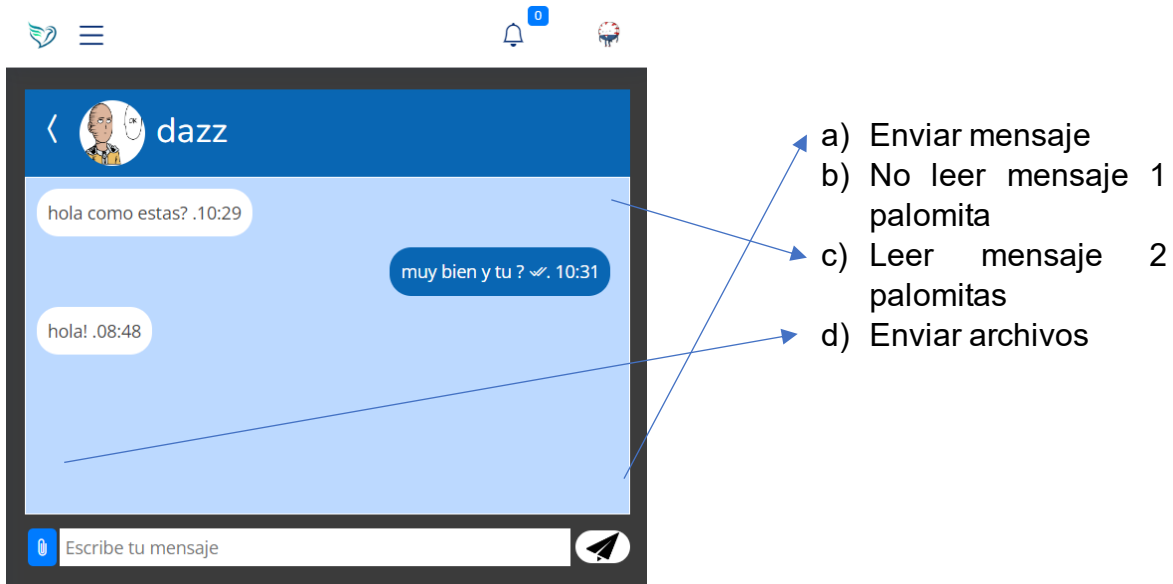 0
dazz
OK
hola como estas? .10:29
muy bien y tu ? ✓✓. 10:31
hola! .08:48
Escribe tu mensaje
a) Enviar mensaje
b) No leer mensaje 1
palomita
c) Leer mensaje 2
palomitas
d) Enviar archivos